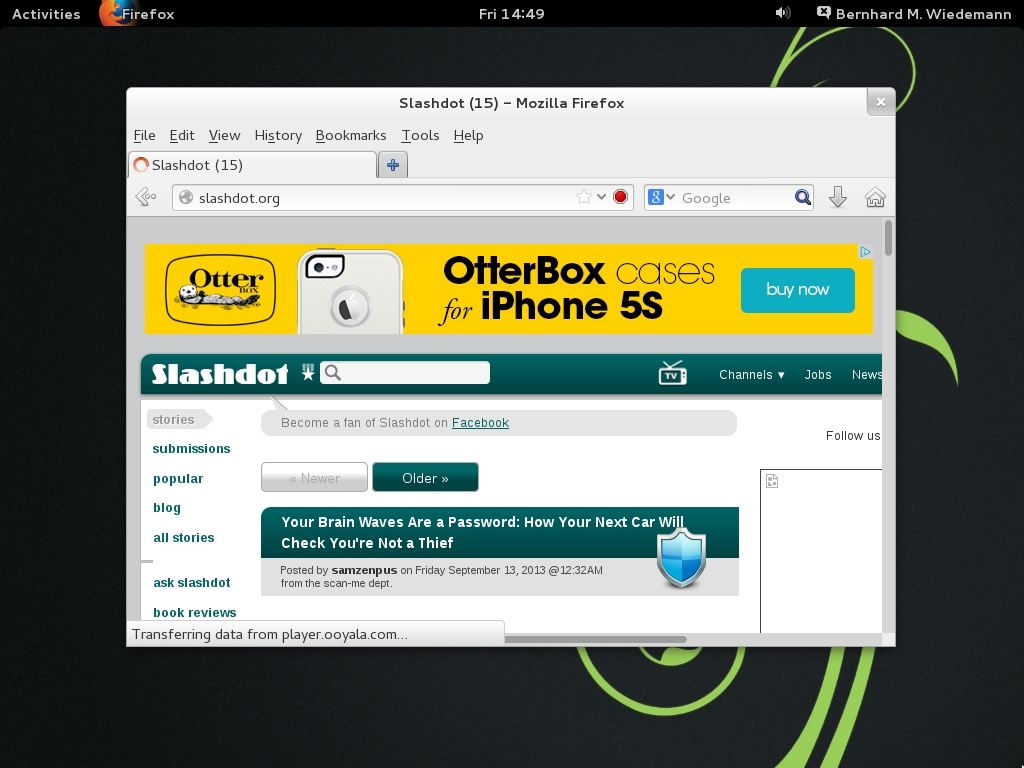 Activities Firefox Fri 14:49 Bernhard M. Wiedemann
Slashdot (15) – Mozilla Firefox
File Edit View History Bookmarks Tools Help
Slashdot (15)
slashdot.org 8 Google
Otter
BOX
OtterBox cases
for iPhone 5S
buy now
Slashdot TV Channels ▾ Jobs News
stories
submissions
popular
blog
all stories
ask slashdot
book reviews
Become a fan of Slashdot on Facebook
Follow us
« Newer Older »
Your Brain Waves Are a Password: How Your Next Car Will
Check You're Not a Thief
Posted by samzenpus on Friday September 13, 2013 @12:32AM
from the scan-me dept.
Transferring data from player.ooyala.com...